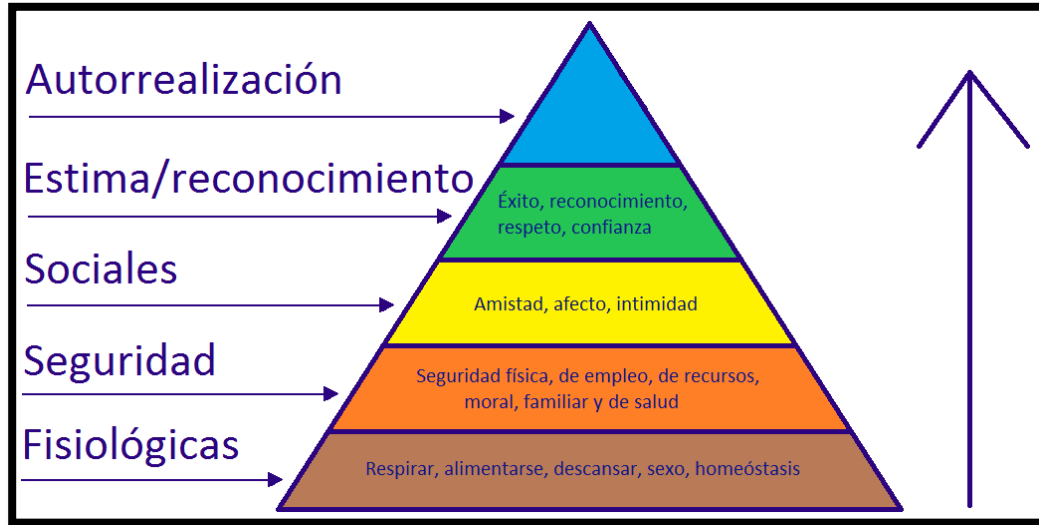 Autorrealización
Estima/reconocimiento
Éxito, reconocimiento,
respeto, confianza
Sociales
Amistad, afecto, intimidad
Seguridad
Seguridad física, de empleo, de recursos,
moral, familiar y de salud
Fisiológicas
Respirar, alimentarse, descansar, sexo, homeóstasis